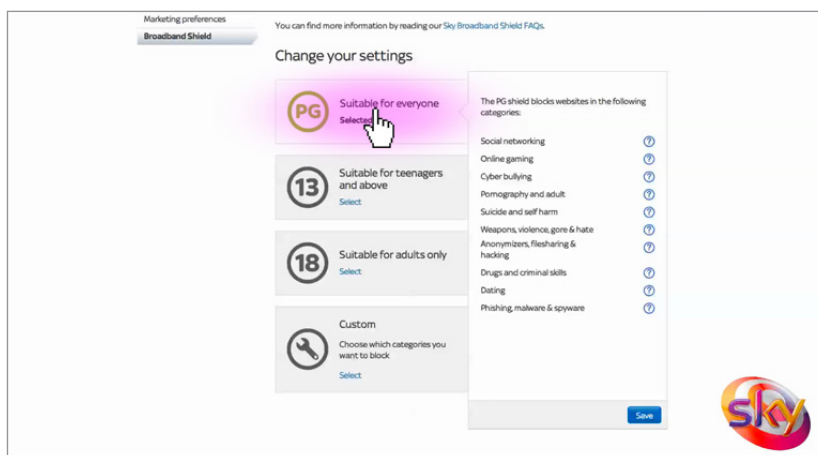 Marketing preferences
Broadband Shield
You can find more information by reading our Sky Broadband Shield FAQs.
Change your settings
PG
Suitable for everyone
Selected
13
Suitable for teenagers
and above
Select
18
Suitable for adults only
Select
Custom
Choose which categories you
want to block
Select
The PG shield blocks websites in the following
categories:
Social networking
Online gaming
Cyber bullying
Pornography and adult
Suicide and self harm
Weapons, violence, gore & hate
Anonymizers, filesharing &
hacking
Drugs and criminal skills
Dating
Phishing, malware & spyware
Save
sky